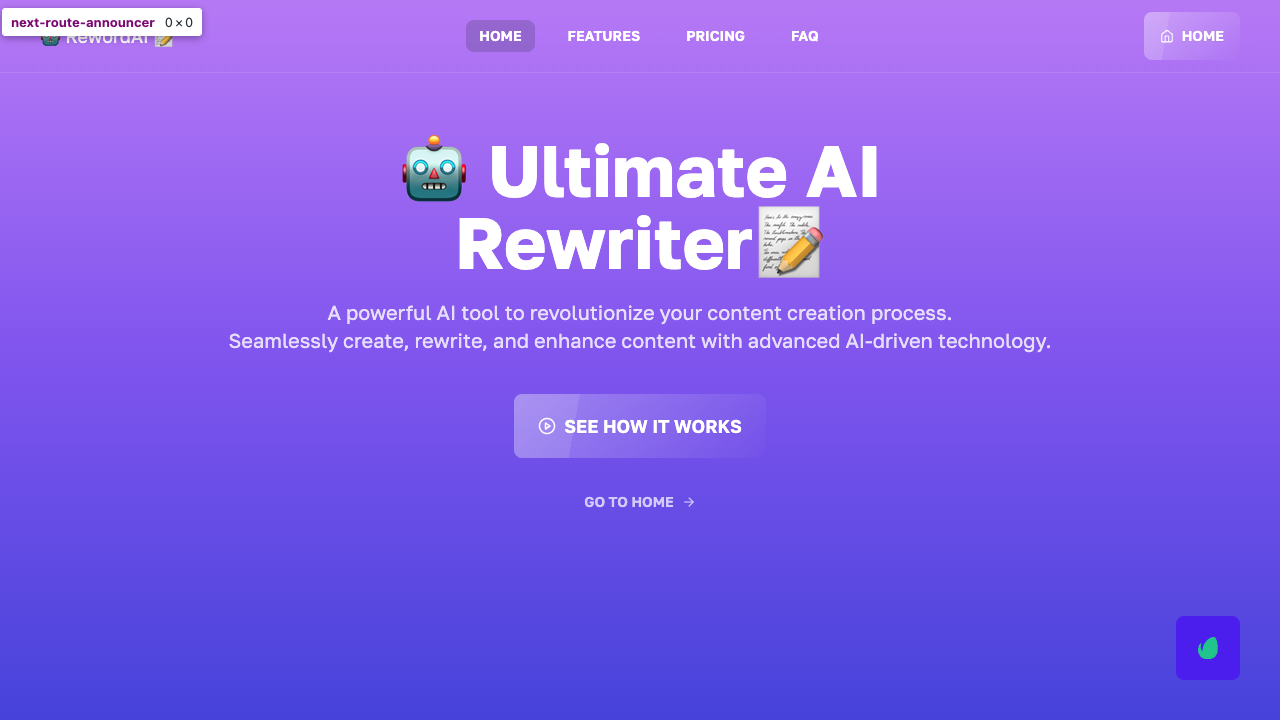 next-route-announcer 0 × 0
RewordAI
HOME
FEATURES
PRICING
FAQ
HOME
Ultimate AI
Rewriter
A powerful AI tool to revolutionize your content creation process.
Seamlessly create, rewrite, and enhance content with advanced AI-driven technology.
SEE HOW IT WORKS
GO TO HOME